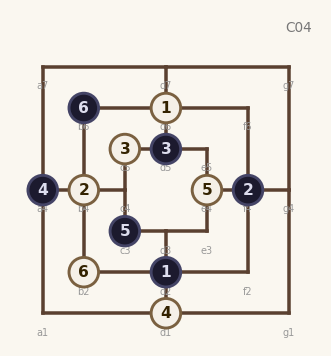 C04
a7 d7 g7
6 1
b6 d6 f6
3 3
c5 d5 e5
4 2 5 2
a4 b4 c4 e4 f4 g4
5
c3 d3 e3
6 1
b2 d2 f2
4
a1 d1 g1